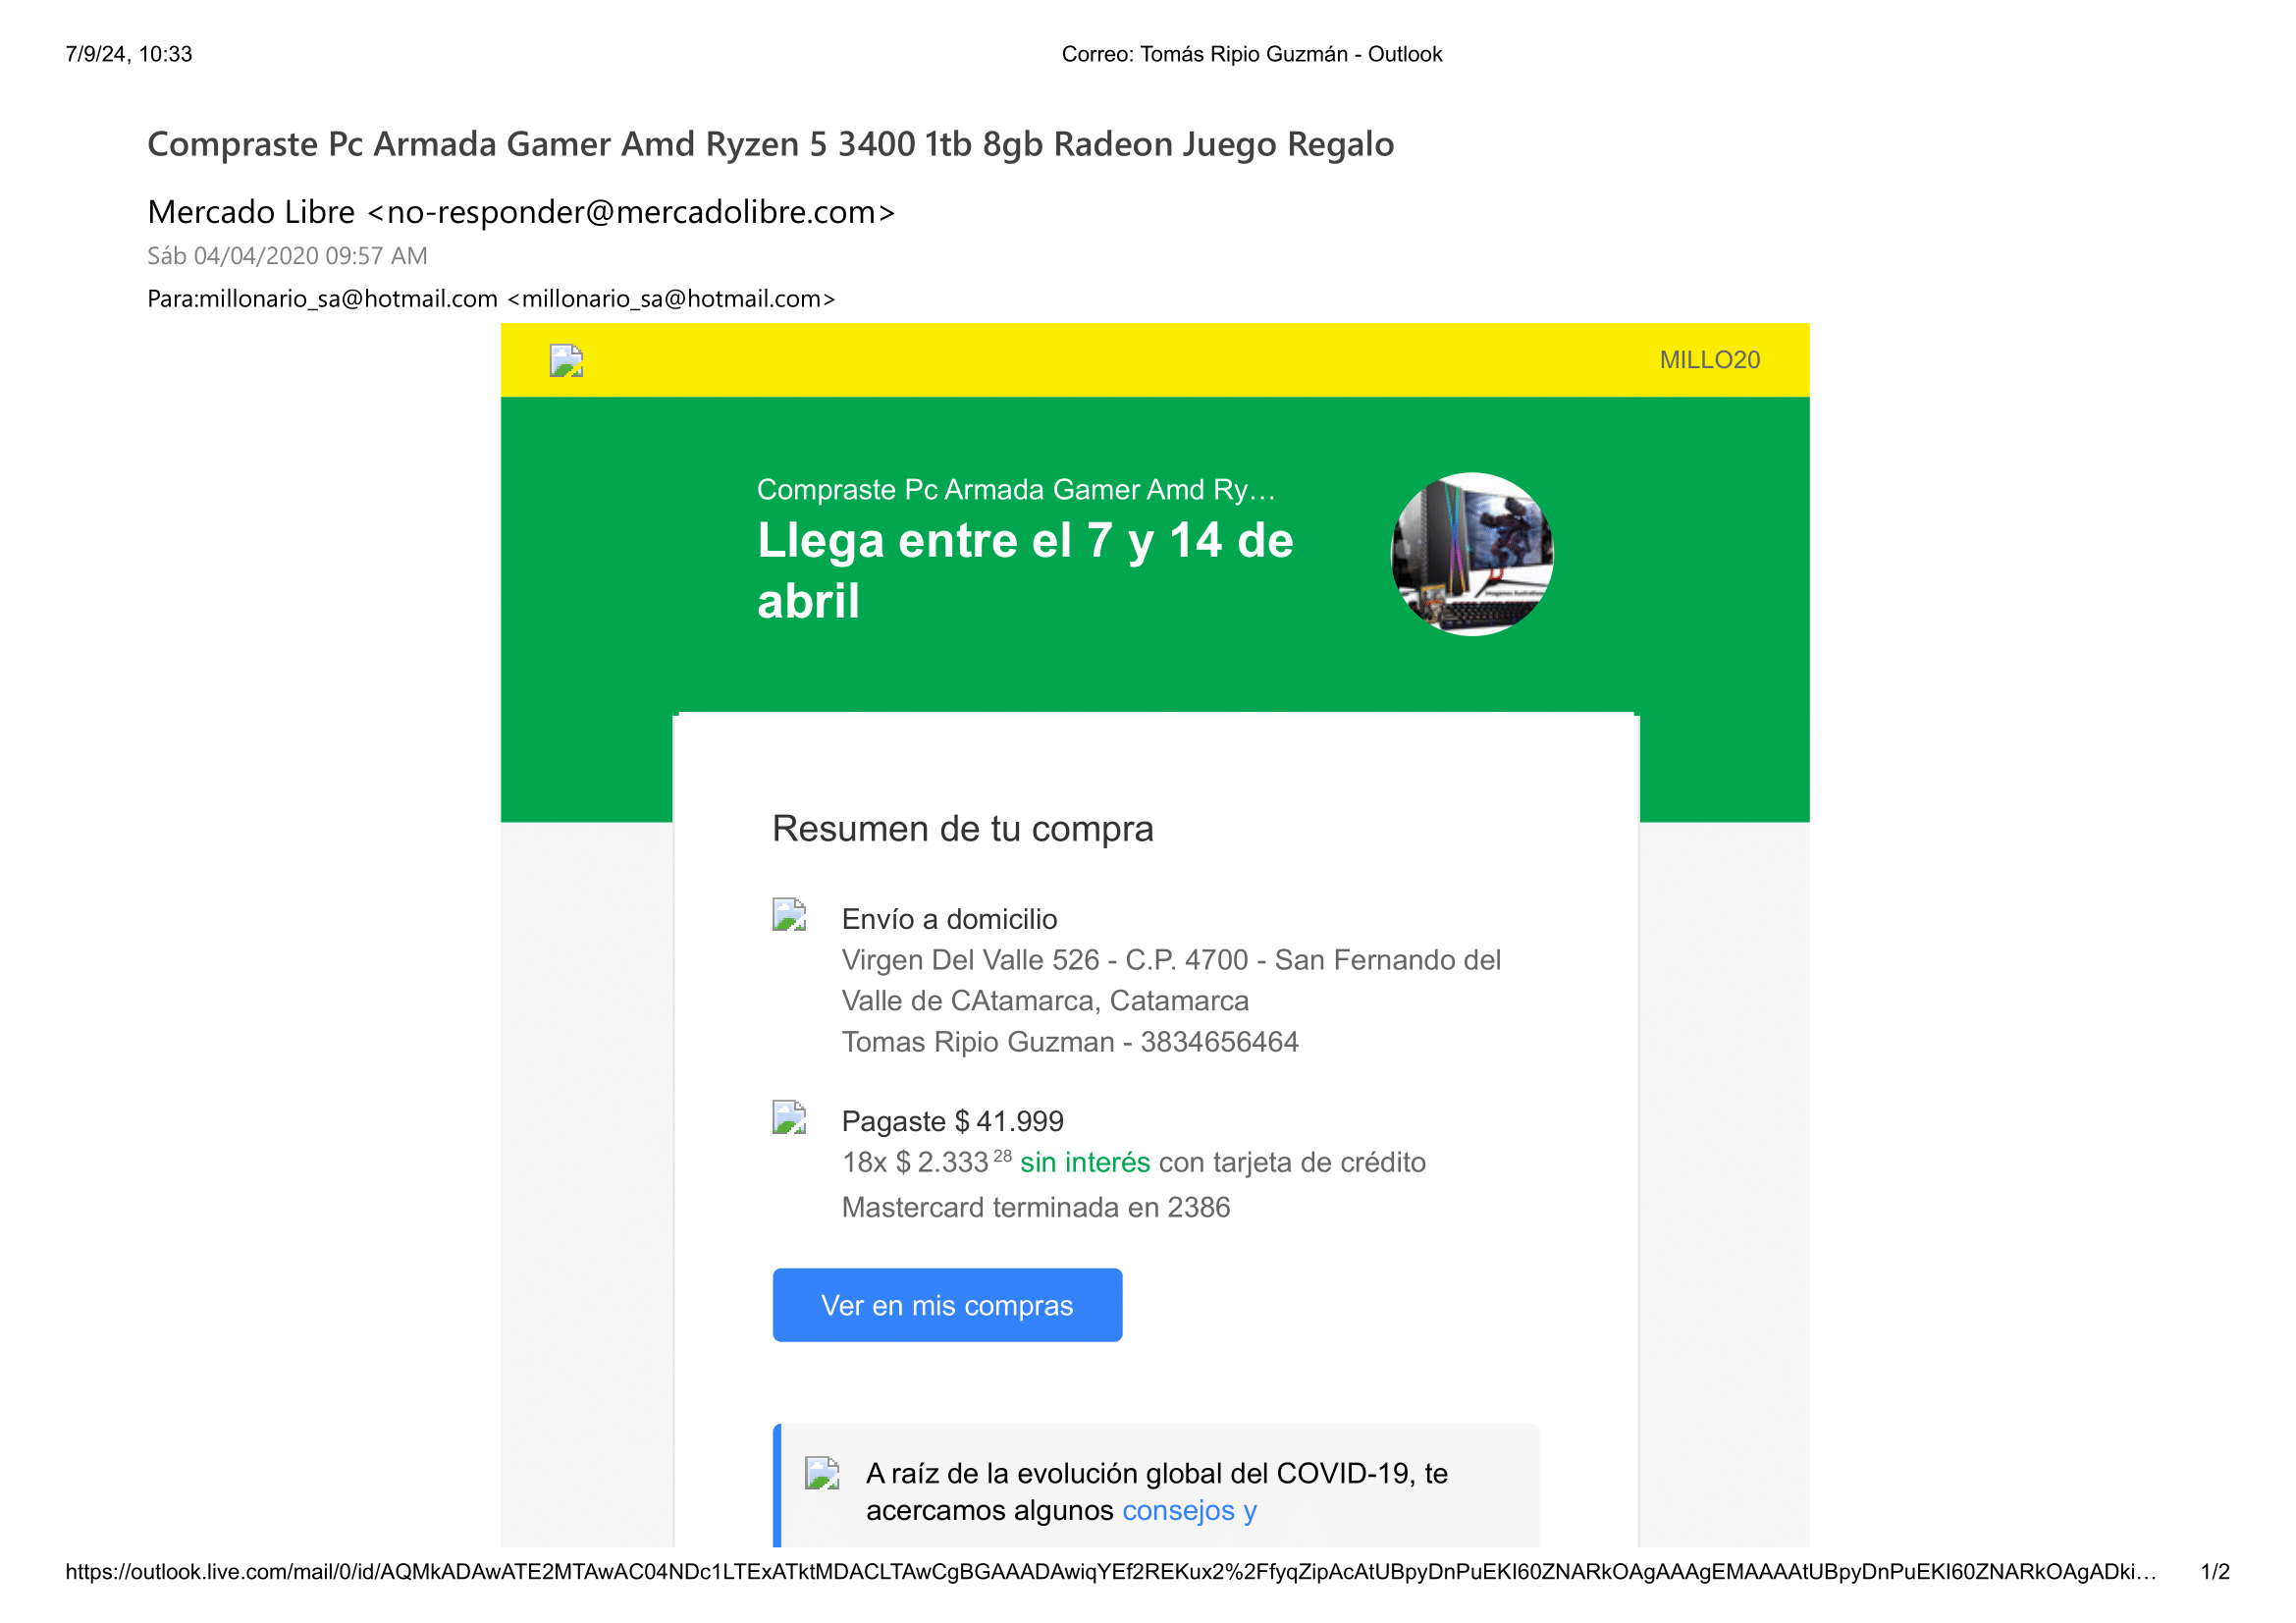 7/9/24, 10:33
Correo: Tomás Ripio Guzmán - Outlook
Compraste Pc Armada Gamer Amd Ryzen 5 3400 1tb 8gb Radeon Juego Regalo
Mercado Libre <no-responder@mercadolibre.com>
Sáb 04/04/2020 09:57 AM
Para:millonario_sa@hotmail.com <millonario_sa@hotmail.com>
MILLO20
Compraste Pc Armada Gamer Amd Ry…
Llega entre el 7 y 14 de
abril
Imagenes ilustrativas
Resumen de tu compra
Envío a domicilio
Virgen Del Valle 526 - C.P. 4700 - San Fernando del
Valle de CAtamarca, Catamarca
Tomas Ripio Guzman - 3834656464
Pagaste $ 41.999
18x $ 2.333 28 sin interés con tarjeta de crédito
Mastercard terminada en 2386
Ver en mis compras
A raíz de la evolución global del COVID-19, te
acercamos algunos consejos y
https://outlook.live.com/mail/0/id/AQMkADAwATE2MTAwAC04NDc1LTExATktMDACLTAwCgBGAAADAwiqYEf2REKux2%2FfyqZipAcAtUBpyDnPuEKI60ZNARkOAgAAAgEMAAAAtUBpyDnPuEKI60ZNARkOAgADki…
1/2